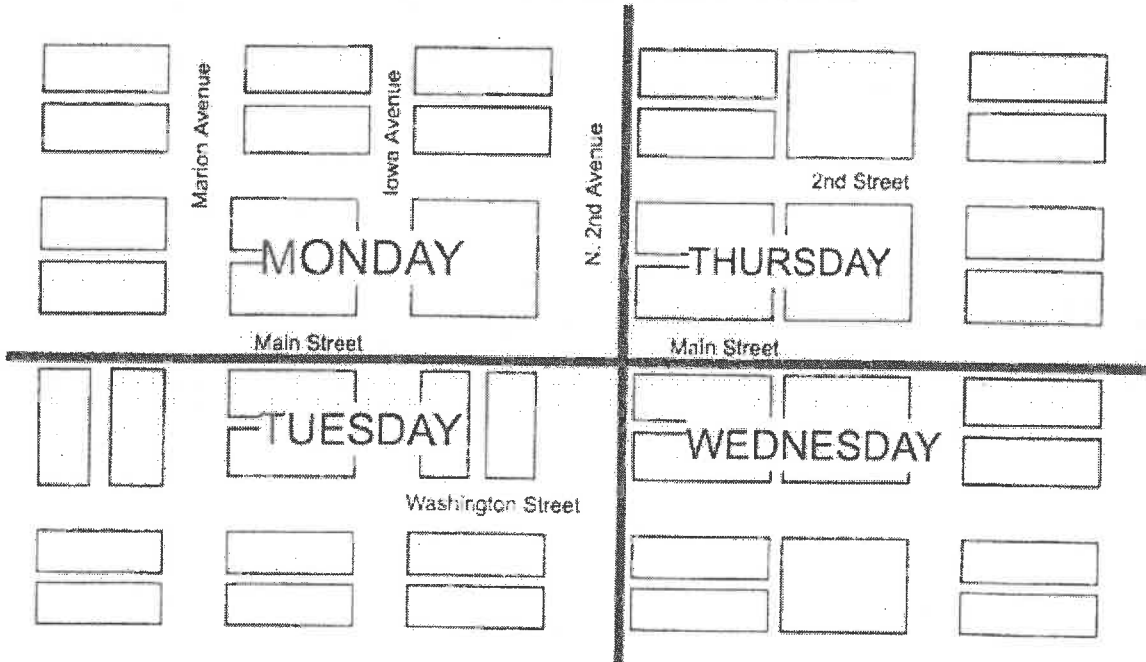 Marion Avenue
Iowa Avenue
N. 2nd Avenue
2nd Street
MONDAY
THURSDAY
Main Street
Main Street
TUESDAY
WEDNESDAY
Washington Street